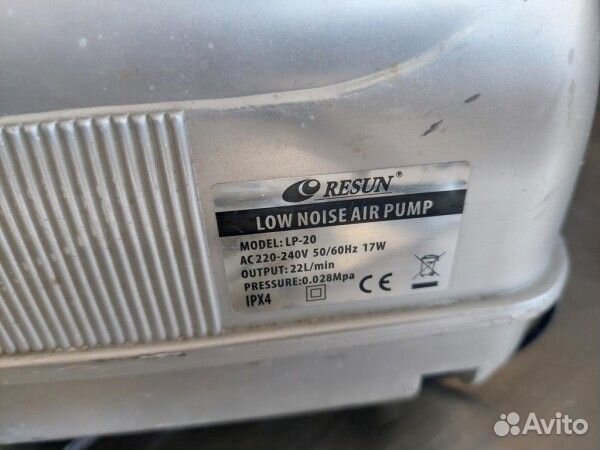 RESUN®
LOW NOISE AIR PUMP
MODEL: LP-20
AC220-240V 50/60Hz 17W
OUTPUT: 22L/min
PRESSURE:0.028Mpa
IPX4
CE
Avito